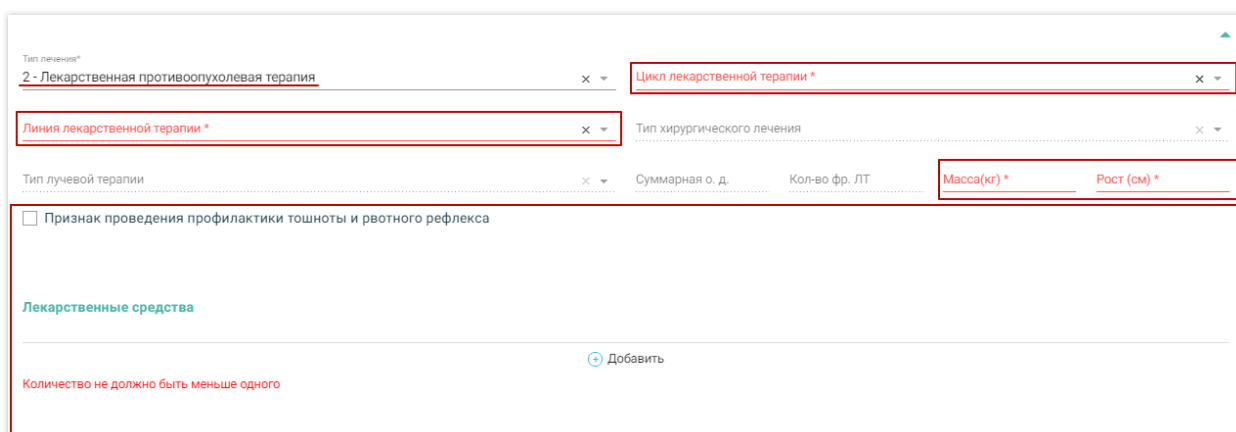 Тип лечения*
2 - Лекарственная противоопухолевая терапия
Цикл лекарственной терапии *
Линия лекарственной терапии *
Тип хирургического лечения
Тип лучевой терапии
Суммарная о. д.
Кол-во фр. ЛТ
Масса(кг) *
Рост (см) *
Признак проведения профилактики тошноты и рвотного рефлекса
Лекарственные средства
Добавить
Количество не должно быть меньше одного